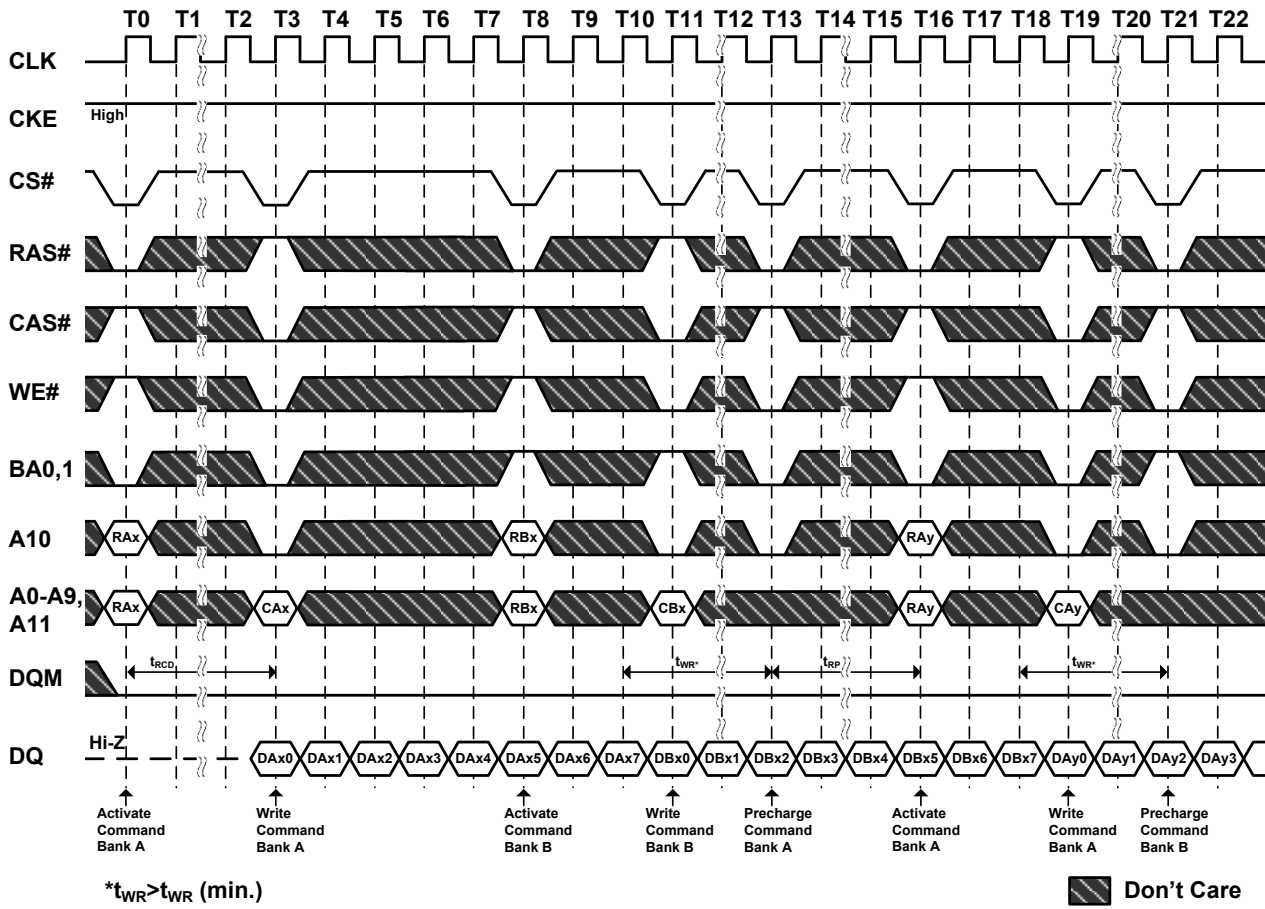 T0 T1 T2 T3 T4 T5 T6 T7 T8 T9 T10 T11 T12 T13 T14 T15 T16 T17 T18 T19 T20 T21 T22
CLK
CKE High
CS#
RAS#
CAS#
WE#
BA0,1
A10 RAx RBx RAy
A0-A9, A11 RAx CAx RBx CBx RAy CAy
tRCD tWR* tRP tWR*
DQM
DQ Hi-Z DAx0 DAx1 DAx2 DAx3 DAx4 DAx5 DAx6 DAx7 DBx0 DBx1 DBx2 DBx3 DBx4 DBx5 DBx6 DBx7 DAy0 DAy1 DAy2 DAy3
Activate Command Bank A
Write Command Bank A
Activate Command Bank B
Write Command Bank B
Precharge Command Bank A
Activate Command Bank A
Write Command Bank A
Precharge Command Bank B
*tWR>tWR (min.)
Don't Care